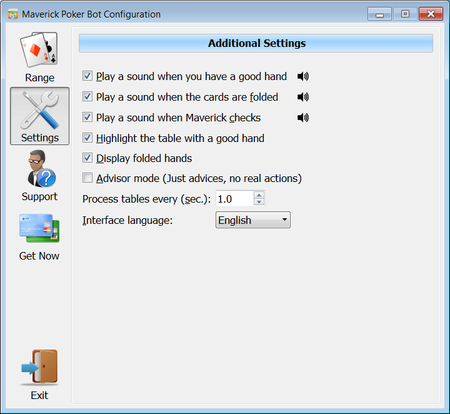 Maverick Poker Bot Configuration
Range
Settings
Support
Get Now
Exit
Additional Settings
Play a sound when you have a good hand
Play a sound when the cards are folded
Play a sound when Maverick checks
Highlight the table with a good hand
Display folded hands
Advisor mode (Just advices, no real actions)
Process tables every (sec.): 1.0
Interface language: English